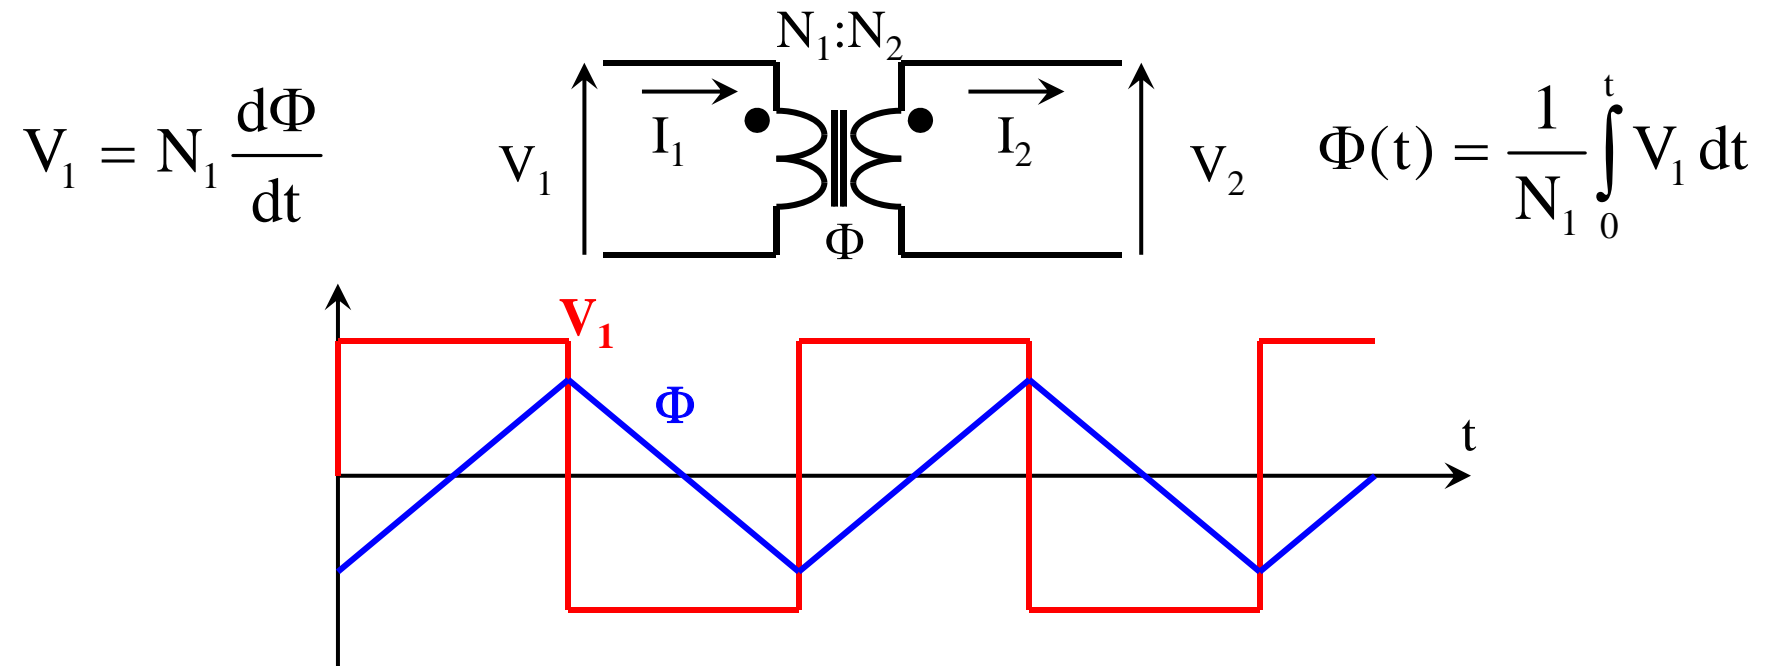 N₁:N₂
V₁ = N₁ dΦ/dt
V₁
I₁
I₂
V₂
Φ
Φ(t) = 1/N₁ ∫₀ᵗ V₁ dt
V₁
Φ
t